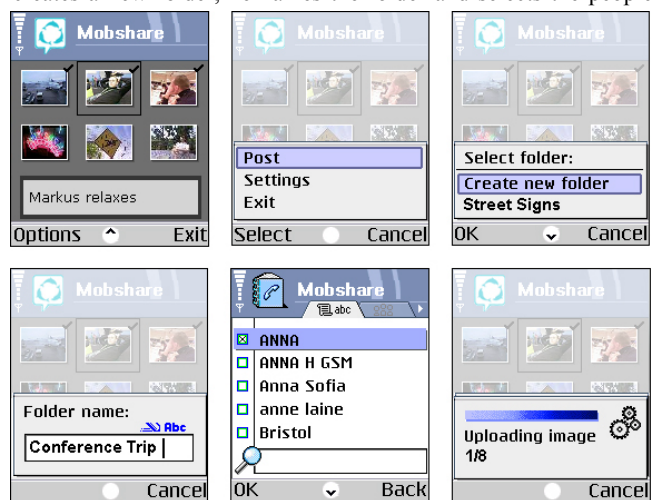 Mobshare
Markus relaxes
Options
Exit
Mobshare
Post
Settings
Exit
Select
Cancel
Mobshare
Select folder:
Create new folder
Street Signs
OK
Cancel
Mobshare
Folder name:
Abc
Conference Trip
Cancel
Mobshare
abc
ANNA
ANNA H GSM
Anna Sofia
anne laine
Bristol
OK
Back
Mobshare
Uploading image
1/8
Cancel